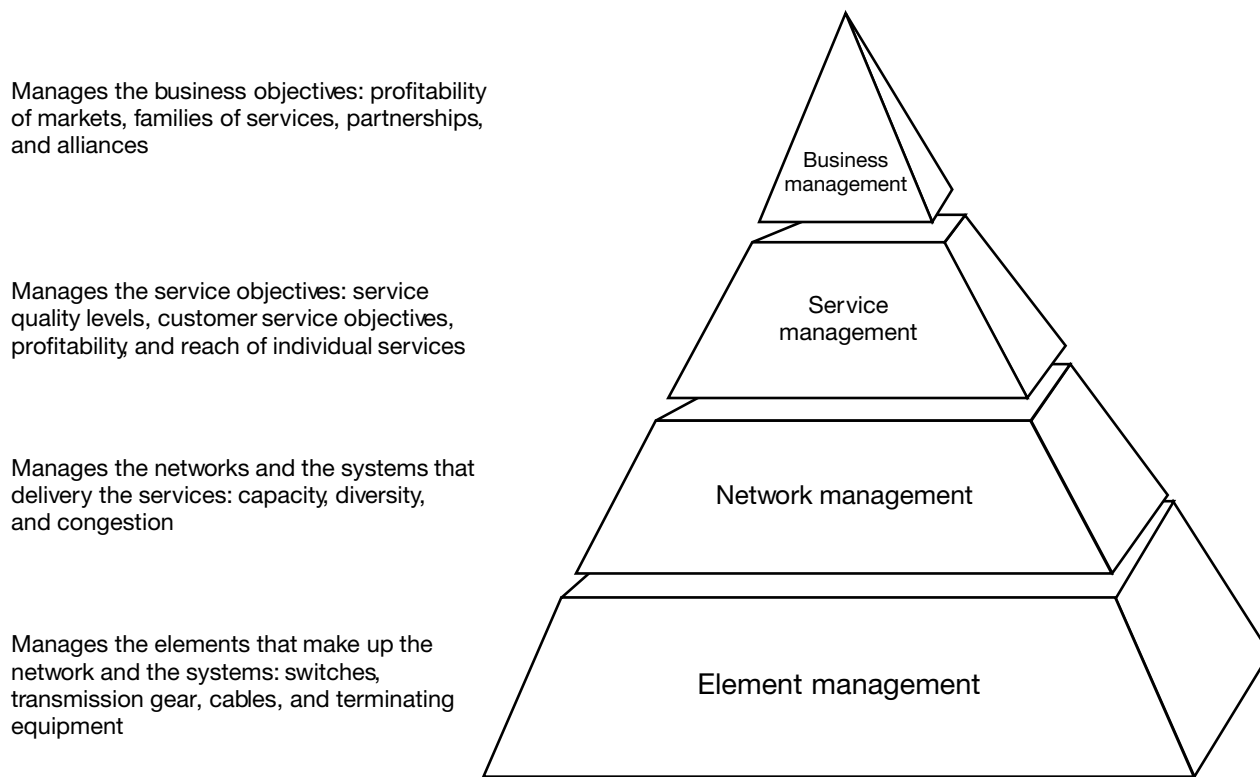 Manages the business objectives: profitability
of markets, families of services, partnerships,
and alliances
Business
management
Manages the service objectives: service
quality levels, customer service objectives,
profitability, and reach of individual services
Service
management
Manages the networks and the systems that
delivery the services: capacity, diversity,
and congestion
Network management
Manages the elements that make up the
network and the systems: switches,
transmission gear, cables, and terminating
equipment
Element management